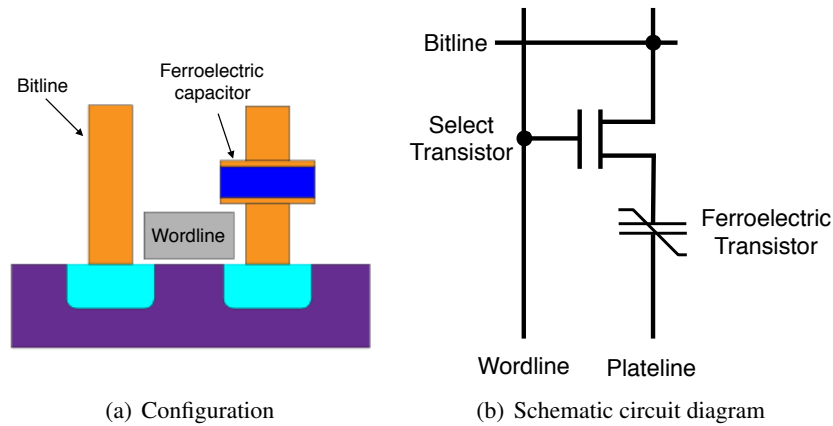 Bitline
Ferroelectric
capacitor
Wordline
(a) Configuration
Bitline
Select
Transistor
Ferroelectric
Transistor
Wordline
Plateline
(b) Schematic circuit diagram